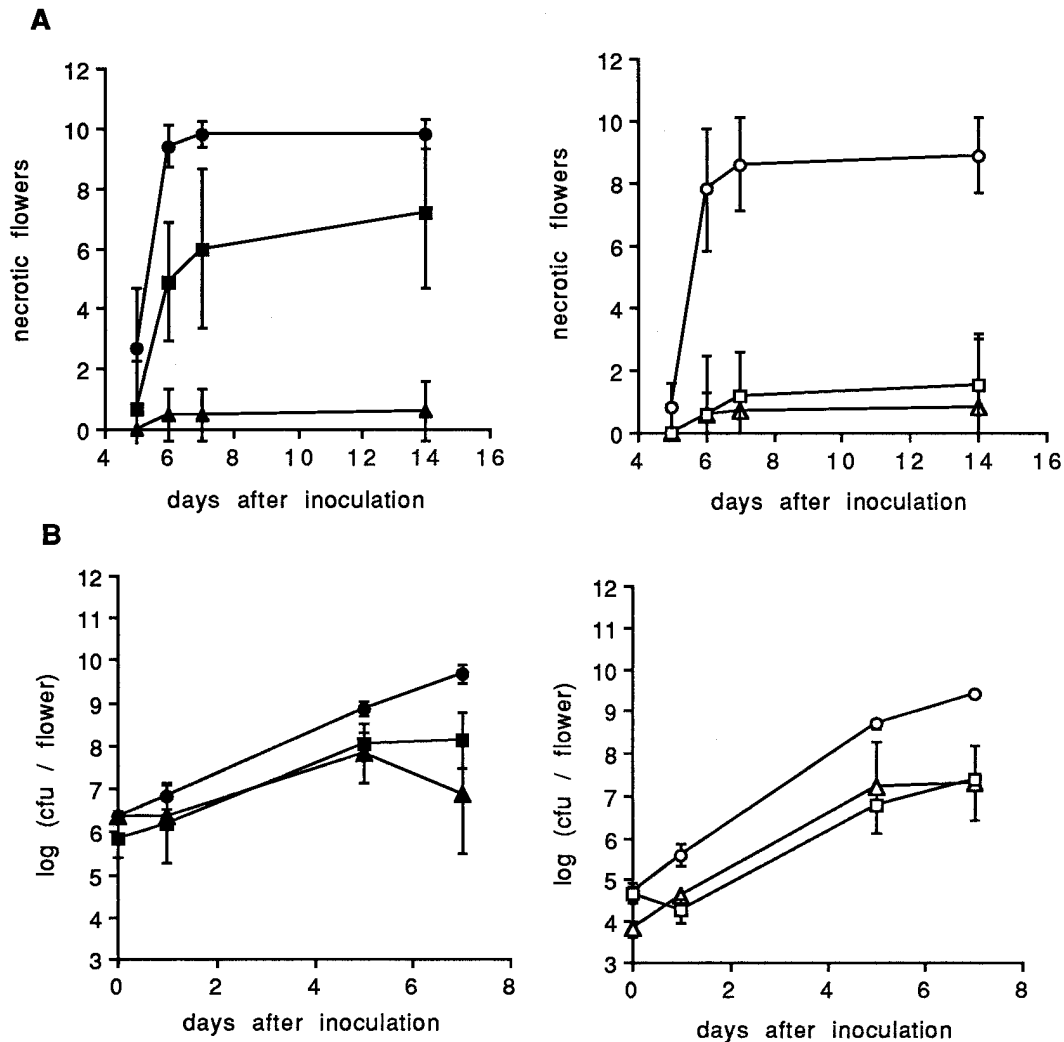 A
12
10
8
6
4
2
0
necrotic flowers
4 6 8 10 12 14 16
days after inoculation
12
10
8
6
4
2
0
necrotic flowers
4 6 8 10 12 14 16
days after inoculation
B
12
11
10
9
8
7
6
5
4
3
log (cfu / flower)
0 2 4 6 8
days after inoculation
12
11
10
9
8
7
6
5
4
3
log (cfu / flower)
0 2 4 6 8
days after inoculation